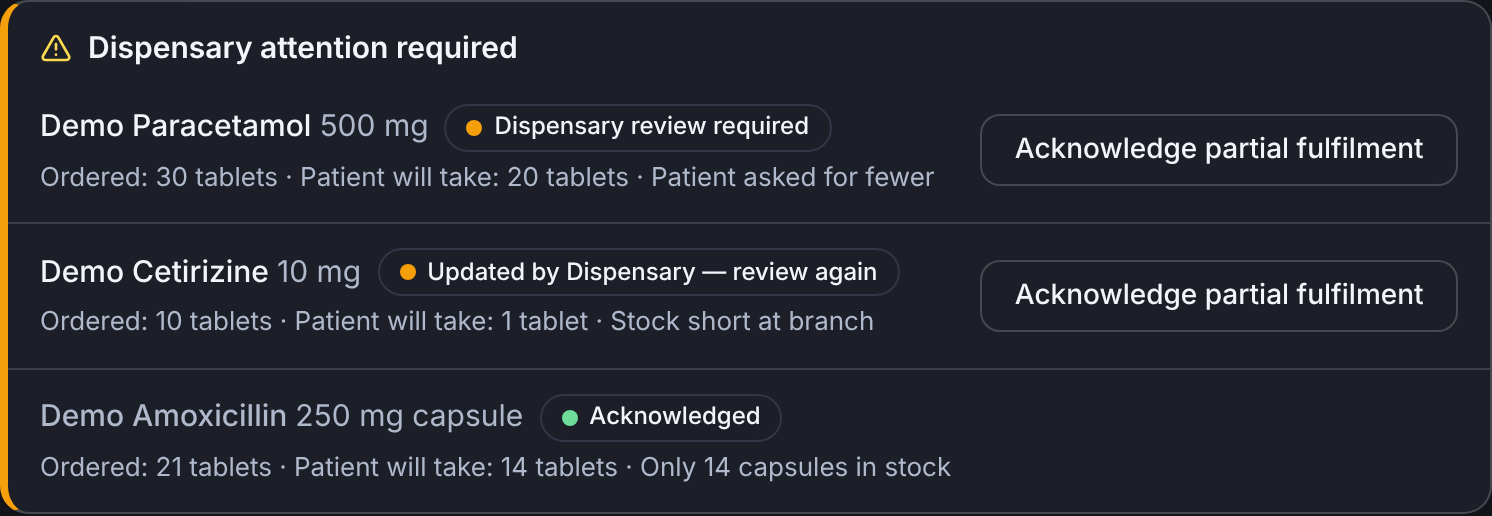 Dispensary attention required
Demo Paracetamol 500 mg Dispensary review required
Ordered: 30 tablets · Patient will take: 20 tablets · Patient asked for fewer
Acknowledge partial fulfilment
Demo Cetirizine 10 mg Updated by Dispensary — review again
Ordered: 10 tablets · Patient will take: 1 tablet · Stock short at branch
Acknowledge partial fulfilment
Demo Amoxicillin 250 mg capsule Acknowledged
Ordered: 21 tablets · Patient will take: 14 tablets · Only 14 capsules in stock